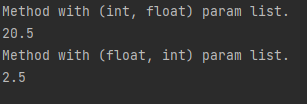 Method with (int, float) param list.
20.5
Method with (float, int) param list.
2.5